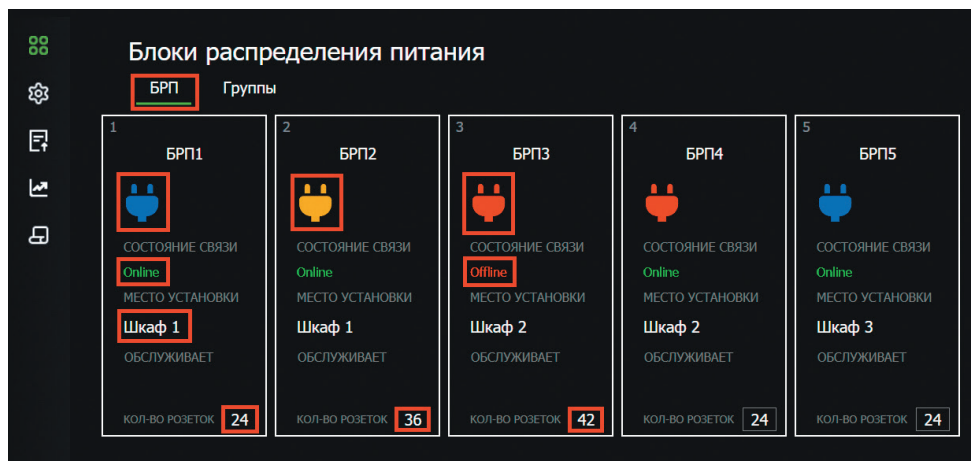 Блоки распределения питания
БРП Группы
1
БРП1
СОСТОЯНИЕ СВЯЗИ
Online
МЕСТО УСТАНОВКИ
Шкаф 1
ОБСЛУЖИВАЕТ
КОЛ-ВО РОЗЕТОК 24
2
БРП2
СОСТОЯНИЕ СВЯЗИ
Online
МЕСТО УСТАНОВКИ
Шкаф 1
ОБСЛУЖИВАЕТ
КОЛ-ВО РОЗЕТОК 36
3
БРП3
СОСТОЯНИЕ СВЯЗИ
Offline
МЕСТО УСТАНОВКИ
Шкаф 2
ОБСЛУЖИВАЕТ
КОЛ-ВО РОЗЕТОК 42
4
БРП4
СОСТОЯНИЕ СВЯЗИ
Online
МЕСТО УСТАНОВКИ
Шкаф 2
ОБСЛУЖИВАЕТ
КОЛ-ВО РОЗЕТОК 24
5
БРП5
СОСТОЯНИЕ СВЯЗИ
Online
МЕСТО УСТАНОВКИ
Шкаф 3
ОБСЛУЖИВАЕТ
КОЛ-ВО РОЗЕТОК 24